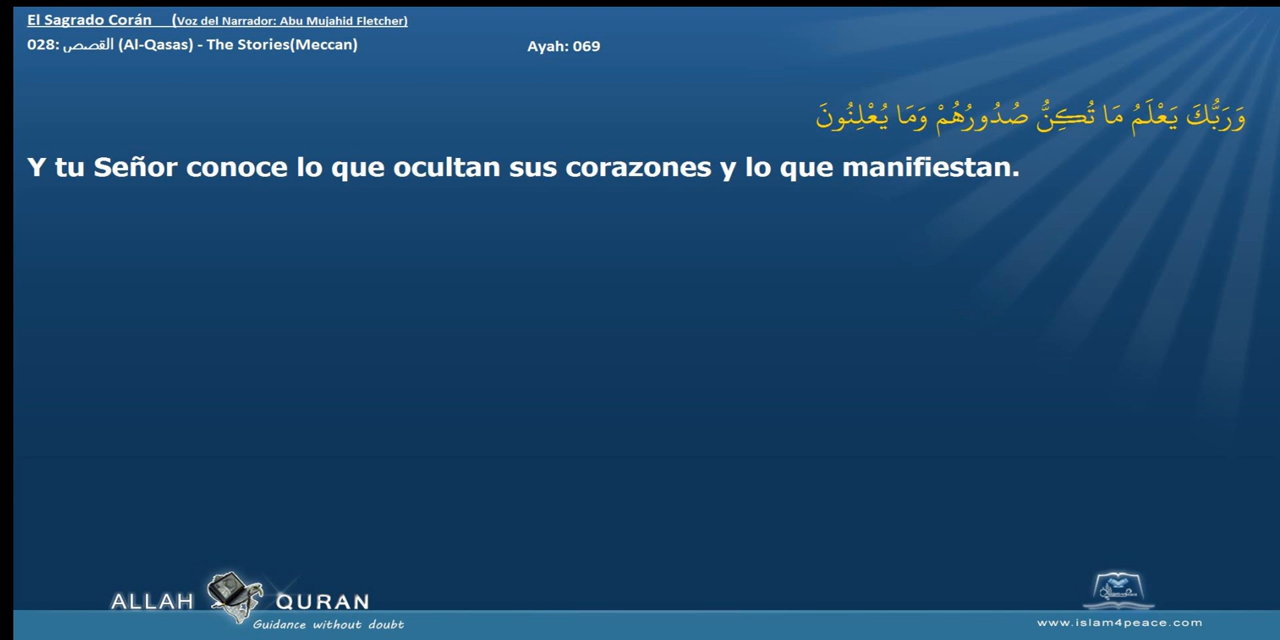 El Sagrado Corán (Voz del Narrador: Abu Mujahid Fletcher)
028: القصص (Al-Qasas) - The Stories(Meccan) Ayah: 069
وَرَبُّكَ يَعْلَمُ مَا تُكِنُّ صُدُورُهُمْ وَمَا يُعْلِنُونَ
Y tu Señor conoce lo que ocultan sus corazones y lo que manifiestan.
ALLAH QURAN
Guidance without doubt
www.islam4peace.com